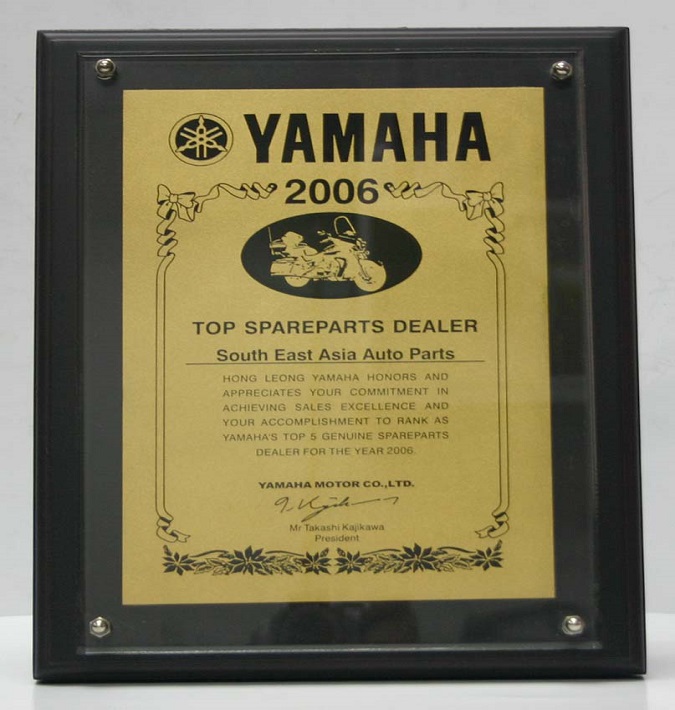 YAMAHA
2006
TOP SPAREPARTS DEALER
South East Asia Auto Parts
HONG LEONG YAMAHA HONORS AND
APPRECIATES YOUR COMMITMENT IN
ACHIEVING SALES EXCELLENCE AND
YOUR ACCOMPLISHMENT TO RANK AS
YAMAHA'S TOP 5 GENUINE SPAREPARTS
DEALER FOR THE YEAR 2006.
YAMAHA MOTOR CO.,LTD.
Mr Takashi Kajikawa
President